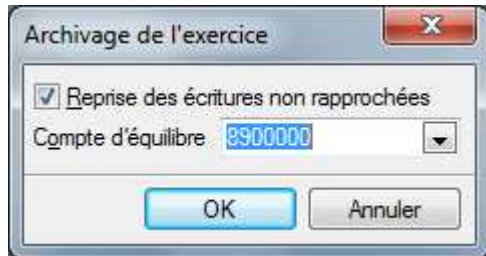 Archivage de l'exercice
Reprise des écritures non rapprochées
Compte d'équilibre 8900000
OK Annuler